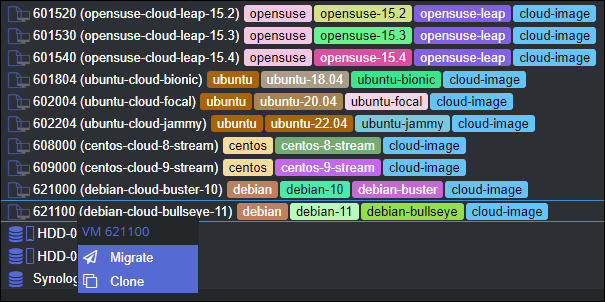 601520 (opensuse-cloud-leap-15.2) opensuse opensuse-15.2 opensuse-leap cloud-image
601530 (opensuse-cloud-leap-15.3) opensuse opensuse-15.3 opensuse-leap cloud-image
601540 (opensuse-cloud-leap-15.4) opensuse opensuse-15.4 opensuse-leap cloud-image
601804 (ubuntu-cloud-bionic) ubuntu ubuntu-18.04 ubuntu-bionic cloud-image
602004 (ubuntu-cloud-focal) ubuntu ubuntu-20.04 ubuntu-focal cloud-image
602204 (ubuntu-cloud-jammy) ubuntu ubuntu-22.04 ubuntu-jammy cloud-image
608000 (centos-cloud-8-stream) centos centos-8-stream cloud-image
609000 (centos-cloud-9-stream) centos centos-9-stream cloud-image
621000 (debian-cloud-buster-10) debian debian-10 debian-buster cloud-image
621100 (debian-cloud-bullseye-11) debian debian-11 debian-bullseye cloud-image
HDD-0
HDD-0
Synolog
VM 621100
Migrate
Clone